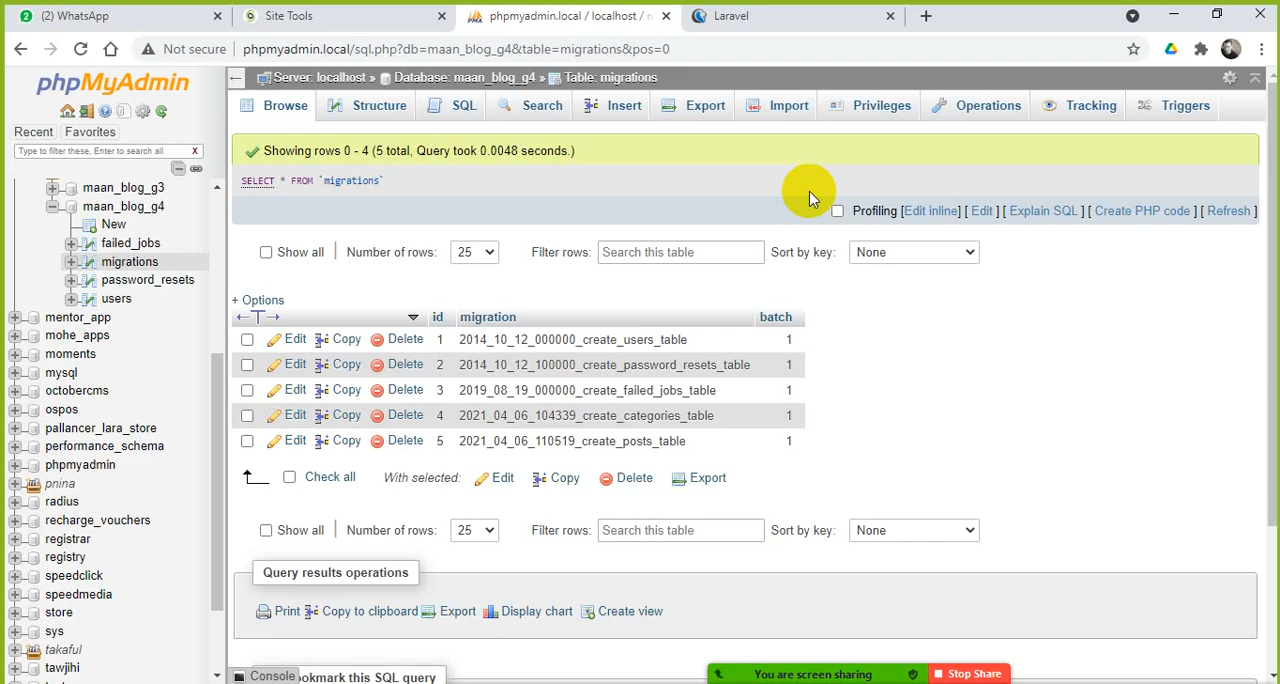 (2) WhatsApp
Site Tools
phpmyadmin.local / localhost / m
Laravel
Not secure
phpmyadmin.local/sql.php?db=maan_blog_g4&table=migrations&pos=0
phpMyAdmin
Recent
Favorites
Type to filter these, Enter to search all
X
maan_blog_g3
maan_blog_g4
New
failed_jobs
migrations
password_resets
users
mentor_app
mohe_apps
moments
mysql
octobercms
ospos
pallancer_lara_store
performance_schema
phpmyadmin
pnina
radius
recharge_vouchers
registrar
registry
speedclick
speedmedia
store
sys
takaful
tawjihi
Server: localhost » Database: maan_blog_g4 » Table: migrations
Browse Structure SQL Search Insert Export Import Privileges Operations Tracking Triggers
Showing rows 0 - 4 (5 total, Query took 0.0048 seconds.)
SELECT * FROM `migrations`
Profiling [Edit inline] [ Edit ] [ Explain SQL ] [ Create PHP code ] [ Refresh ]
Show all Number of rows: 25 Filter rows: Search this table Sort by key: None
+ Options
id migration batch
Edit Copy Delete 1 2014_10_12_000000_create_users_table 1
Edit Copy Delete 2 2014_10_12_100000_create_password_resets_table 1
Edit Copy Delete 3 2019_08_19_000000_create_failed_jobs_table 1
Edit Copy Delete 4 2021_04_06_104339_create_categories_table 1
Edit Copy Delete 5 2021_04_06_110519_create_posts_table 1
Check all With selected: Edit Copy Delete Export
Show all Number of rows: 25 Filter rows: Search this table Sort by key: None
Query results operations
Print Copy to clipboard Export Display chart Create view
Console
ookmark this SQL query
You are screen sharing
Stop Share